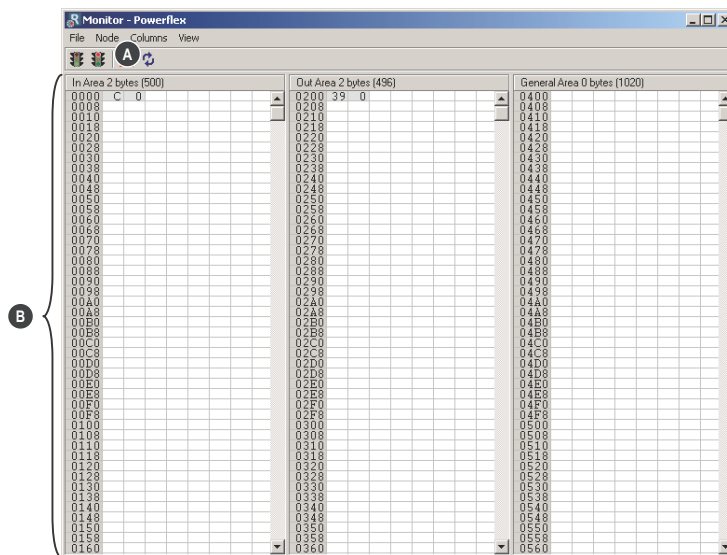 Monitor - Powerflex
File Node Columns View
A
B
In Area 2 bytes (500)
0000 C 0
0008
0010
0018
0020
0028
0030
0038
0040
0048
0050
0058
0060
0068
0070
0078
0080
0088
0090
0098
00A0
00A8
00B0
00B8
00C0
00C8
00D0
00D8
00E0
00E8
00F0
00F8
0100
0108
0110
0118
0120
0128
0130
0138
0140
0148
0150
0158
0160
Out Area 2 bytes (496)
0200 39 0
0208
0210
0218
0220
0228
0230
0238
0240
0248
0250
0258
0260
0268
0270
0278
0280
0288
0290
0298
02A0
02A8
02B0
02B8
02C0
02C8
02D0
02D8
02E0
02E8
02F0
02F8
0300
0308
0310
0318
0320
0328
0330
0338
0340
0348
0350
0358
0360
General Area 0 bytes (1020)
0400
0408
0410
0418
0420
0428
0430
0438
0440
0448
0450
0458
0460
0468
0470
0478
0480
0488
0490
0498
04A0
04A8
04B0
04B8
04C0
04C8
04D0
04D8
04E0
04E8
04F0
04F8
0500
0508
0510
0518
0520
0528
0530
0538
0540
0548
0550
0558
0560